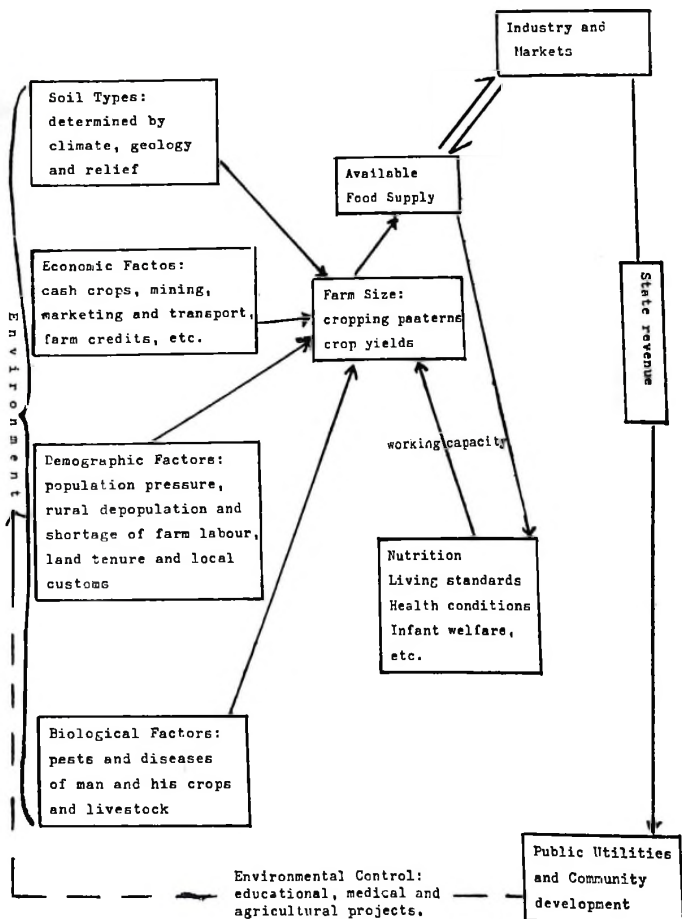 Industry and
Markets
Soil Types:
determined by
climate, geology
and relief
Available
Food Supply
Economic Factos:
cash crops, mining,
marketing and transport,
farm credits, etc.
Farm Size:
cropping paaterns
crop yields
State revenue
Environment
working capacity
Demographic Factors:
population pressure,
rural depopulation and
shortage of farm labour,
land tenure and local
customs
Nutrition
Living standards
Health conditions
Infant welfare,
etc.
Biological Factors:
pests and diseases
of man and his crops
and livestock
Public Utilities
and Community
development
Environmental Control:
educational, medical and
agricultural projects.